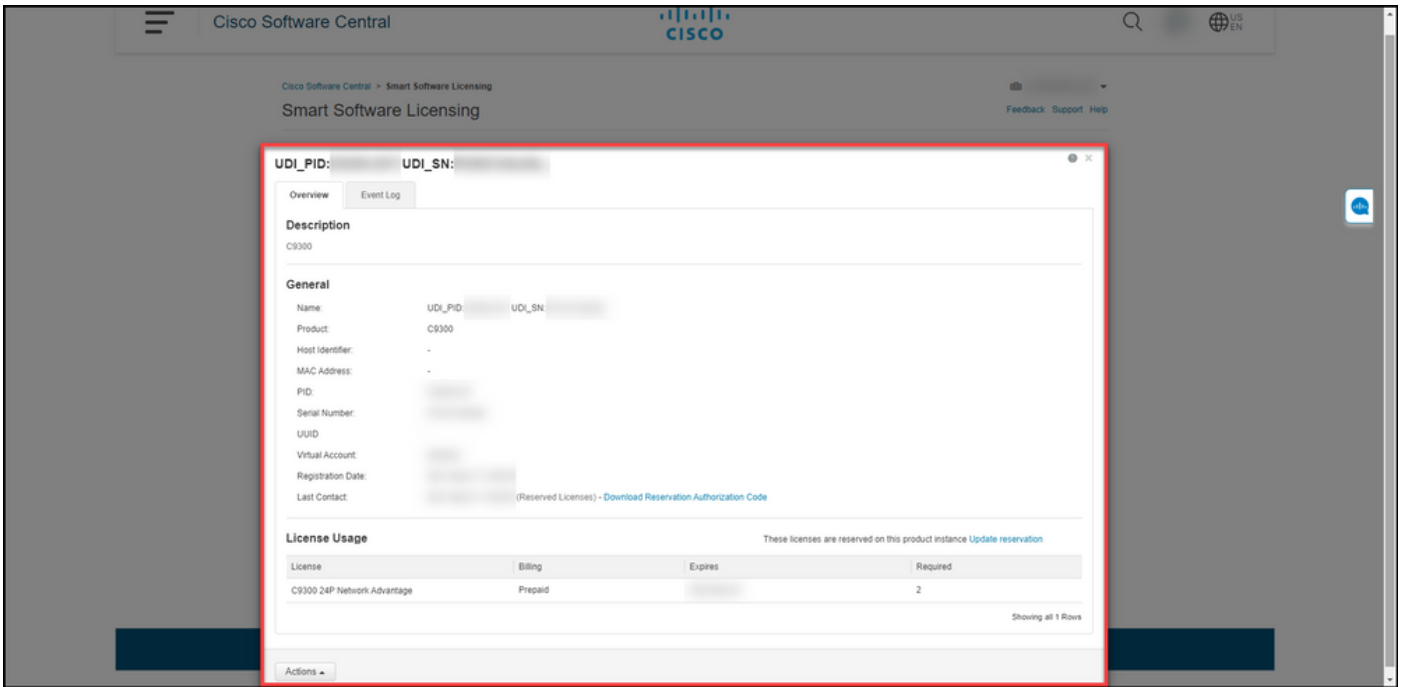 Cisco Software Central
CISCO
US
EN
Cisco Software Central > Smart Software Licensing
Smart Software Licensing
Feedback Support Help
UDI_PID: UDI_SN:
Overview Event Log
Description
C9300
General
Name: UDI_PID: UDI_SN:
Product: C9300
Host Identifier: -
MAC Address: -
PID:
Serial Number:
UUID
Virtual Account:
Registration Date:
Last Contact: (Reserved Licenses) - Download Reservation Authorization Code
License Usage These licenses are reserved on this product instance Update reservation
License Billing Expires Required
C9300 24P Network Advantage Prepaid 2
Showing all 1 Rows
Actions